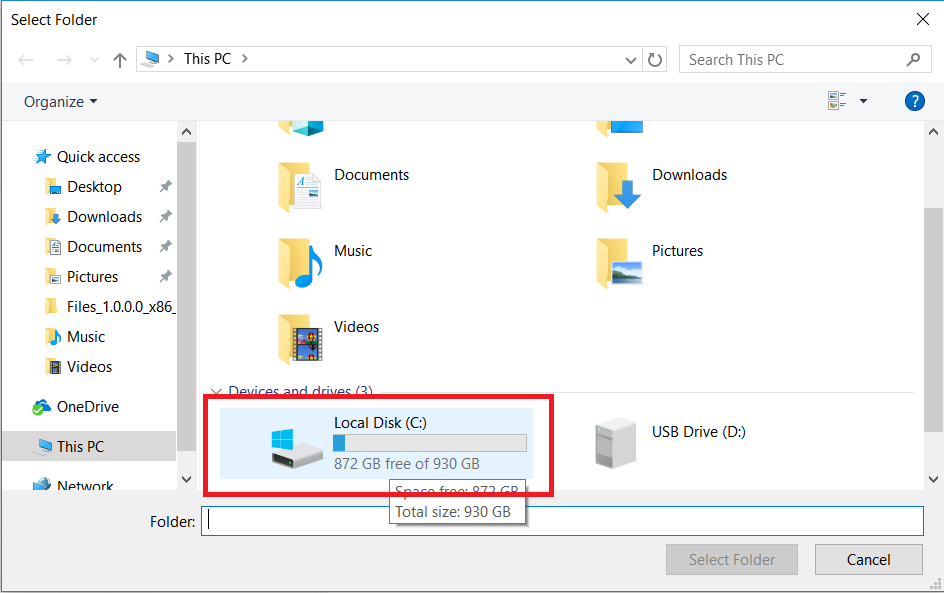 Select Folder
This PC
Search This PC
Organize
?
Quick access
Desktop
Downloads
Documents
Pictures
Files_1.0.0.0_x86_
Music
Videos
OneDrive
This PC
Network
Documents
Downloads
Music
Pictures
Videos
Devices and drives (3)
Local Disk (C:)
872 GB free of 930 GB
USB Drive (D:)
Space free: 872 GB
Total size: 930 GB
Folder:
Select Folder
Cancel